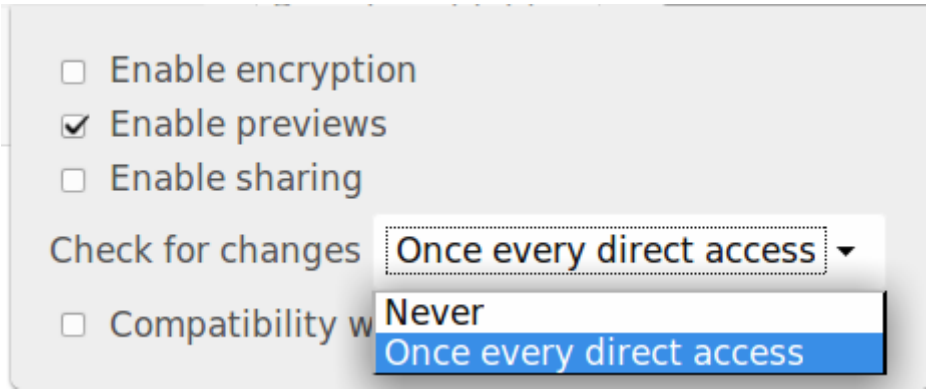 Enable encryption
Enable previews
Enable sharing
Check for changes Once every direct access
Compatibility
Never
Once every direct access